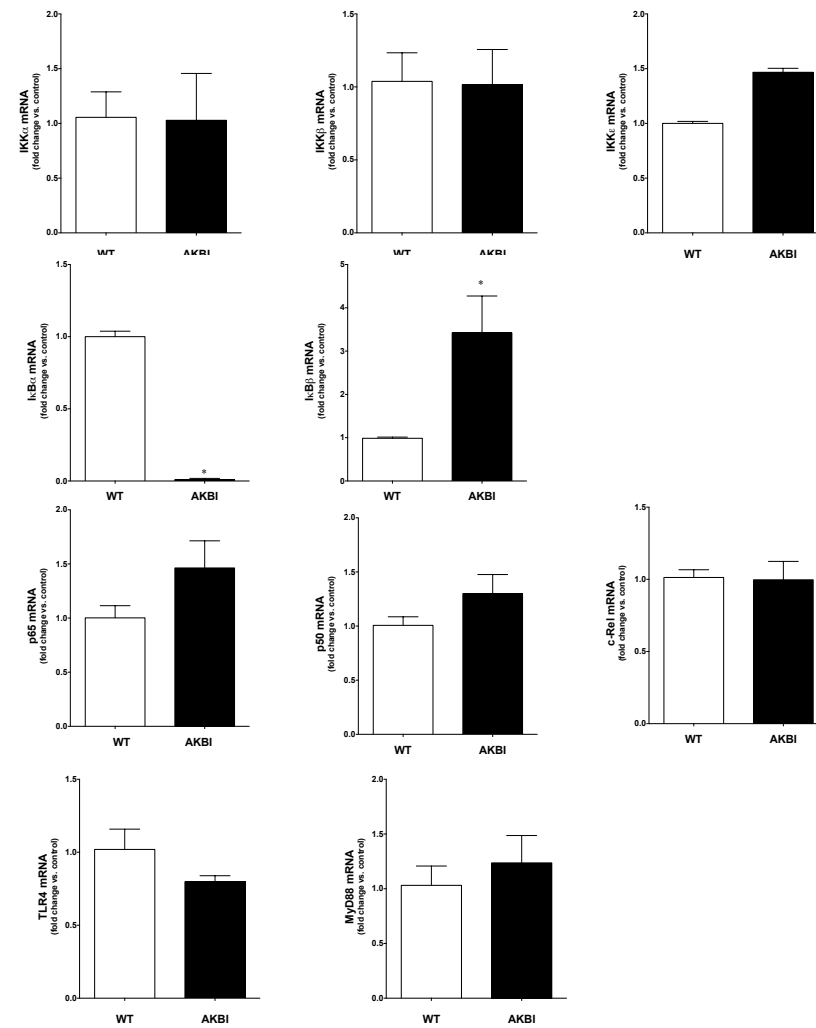 IKKα mRNA
(fold change vs. control)
2.0
1.5
1.0
0.5
0.0
WT AKBI
IKKβ mRNA
(fold change vs. control)
1.5
1.0
0.5
0.0
WT AKBI
IKKε mRNA
(fold change vs. control)
2.0
1.5
1.0
0.5
0.0
WT AKBI
IκBα mRNA
(fold change vs. control)
1.5
1.0
0.5
0.0
*
WT AKBI
IκBβ mRNA
(fold change vs. control)
5
4
3
2
1
0
*
WT AKBI
p65 mRNA
(fold change vs. control)
2.0
1.5
1.0
0.5
0.0
WT AKBI
p50 mRNA
(fold change vs. control)
2.0
1.5
1.0
0.5
0.0
WT AKBI
c-Rel mRNA
(fold change vs. control)
1.5
1.0
0.5
0.0
WT AKBI
TLR4 mRNA
(fold change vs. control)
1.5
1.0
0.5
0.0
WT AKBI
MyD88 mRNA
(fold change vs. control)
2.0
1.5
1.0
0.5
0.0
WT AKBI